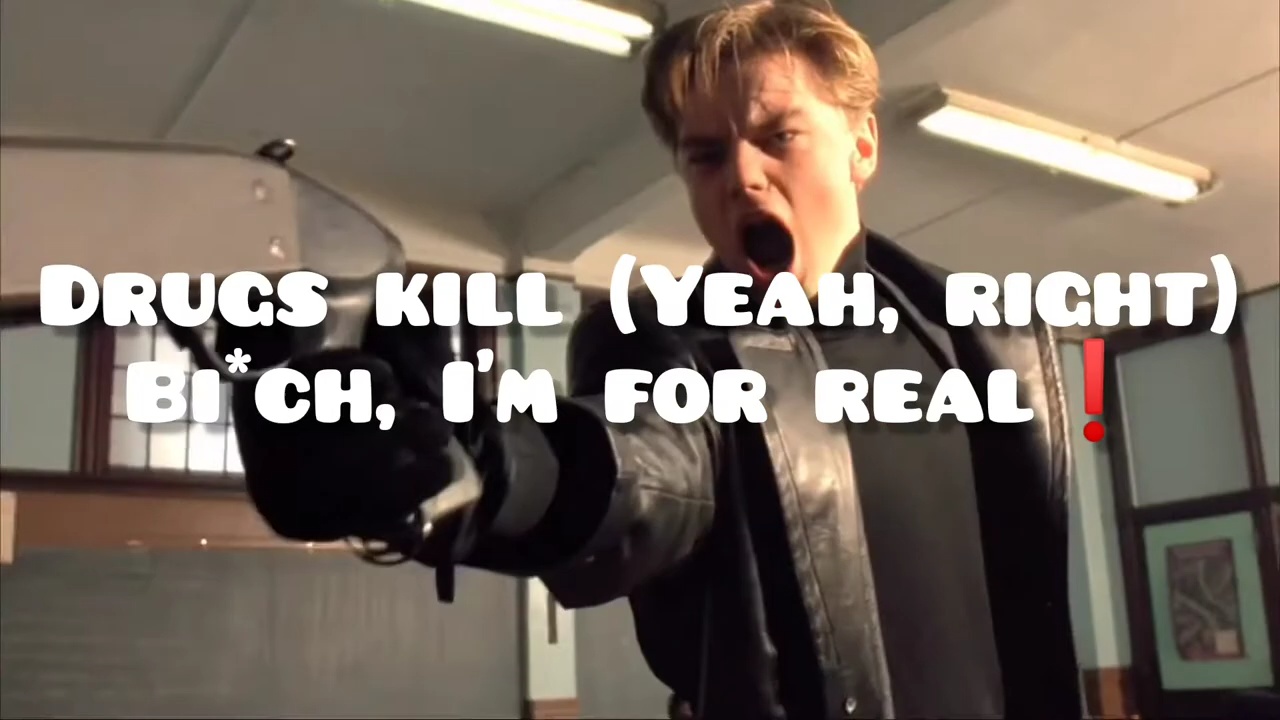 Drugs kill (Yeah, right)
Bi*ch, I'm for real❗